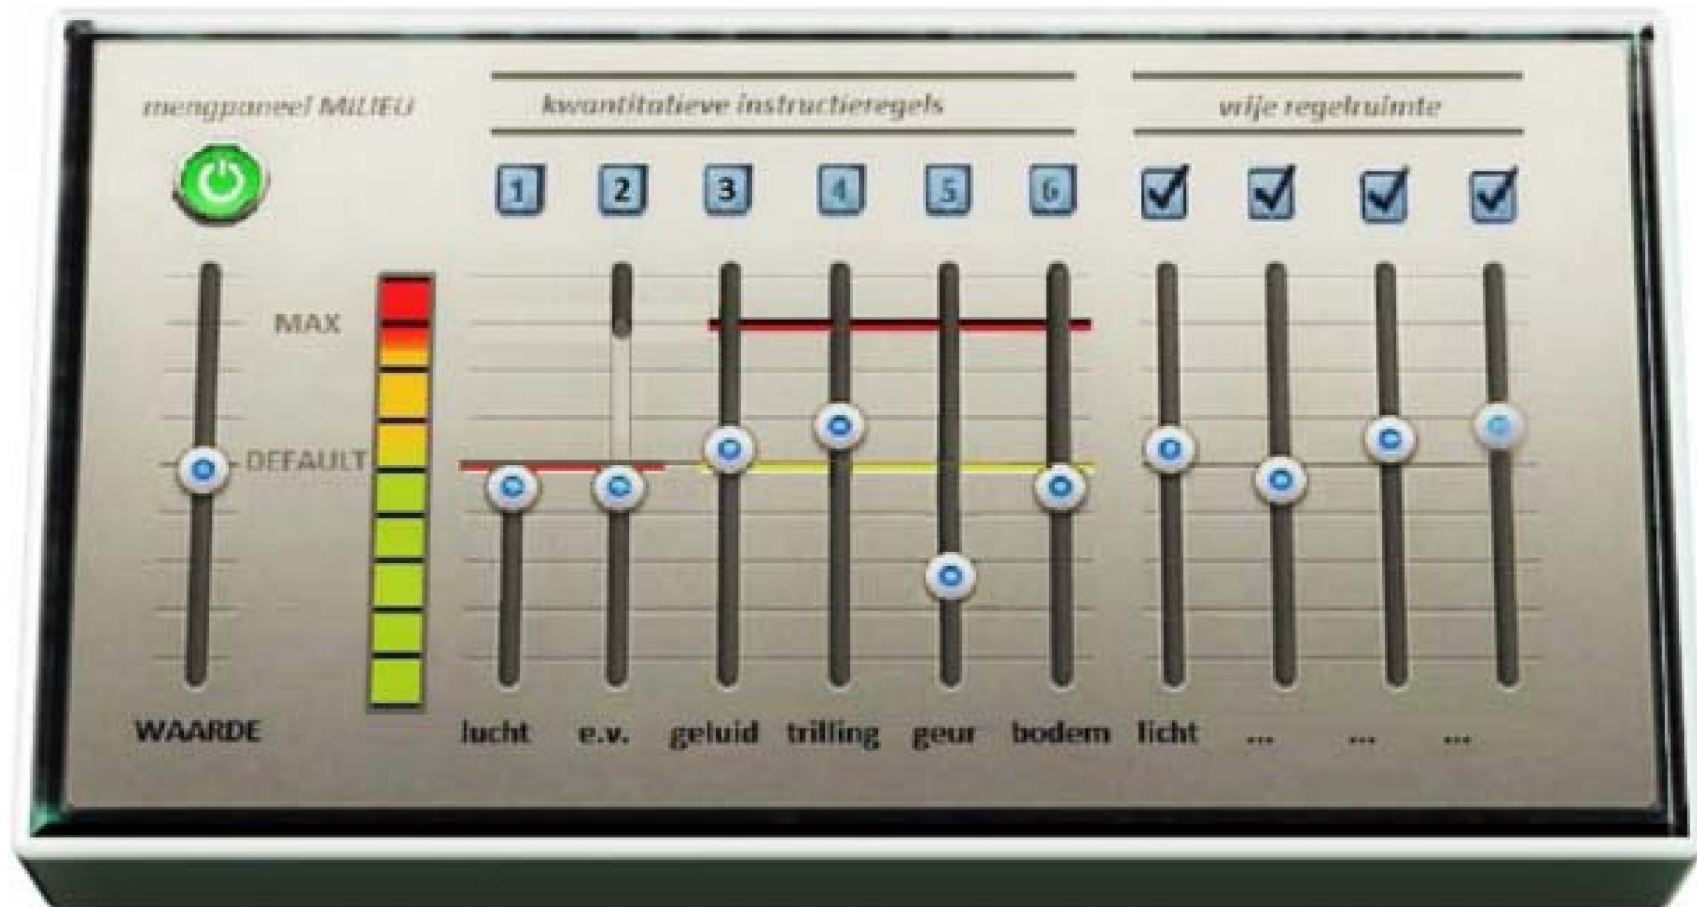 mengpaneel MILIEU
kwantitatieve instructieregels
vrije regelruimte
1 2 3 4 5 6
MAX
DEFAULT
WAARDE
lucht e.v. geluid trilling geur bodem licht ... ... ...